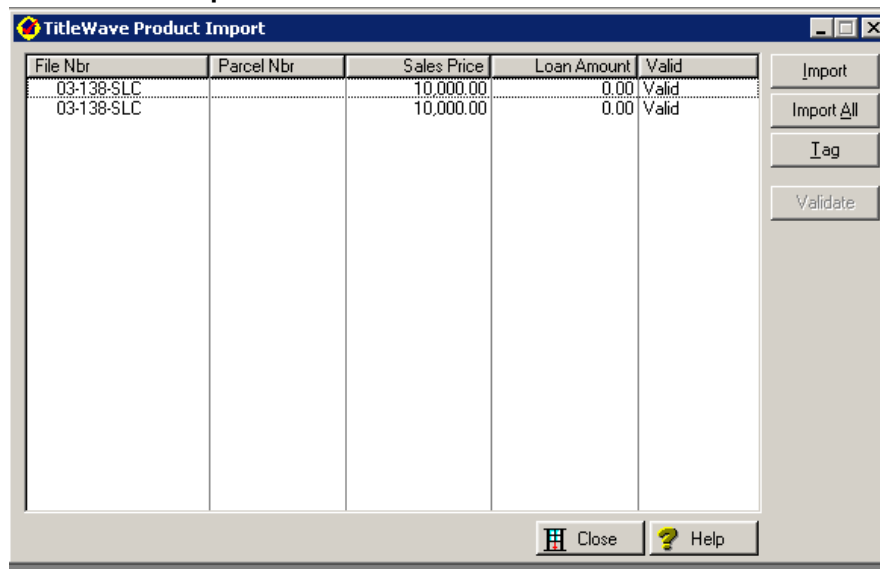 TitleWave Product Import
File Nbr Parcel Nbr Sales Price Loan Amount Valid
03-138-SLC 10,000.00 0.00 Valid
03-138-SLC 10,000.00 0.00 Valid
Import
Import All
Tag
Validate
Close Help